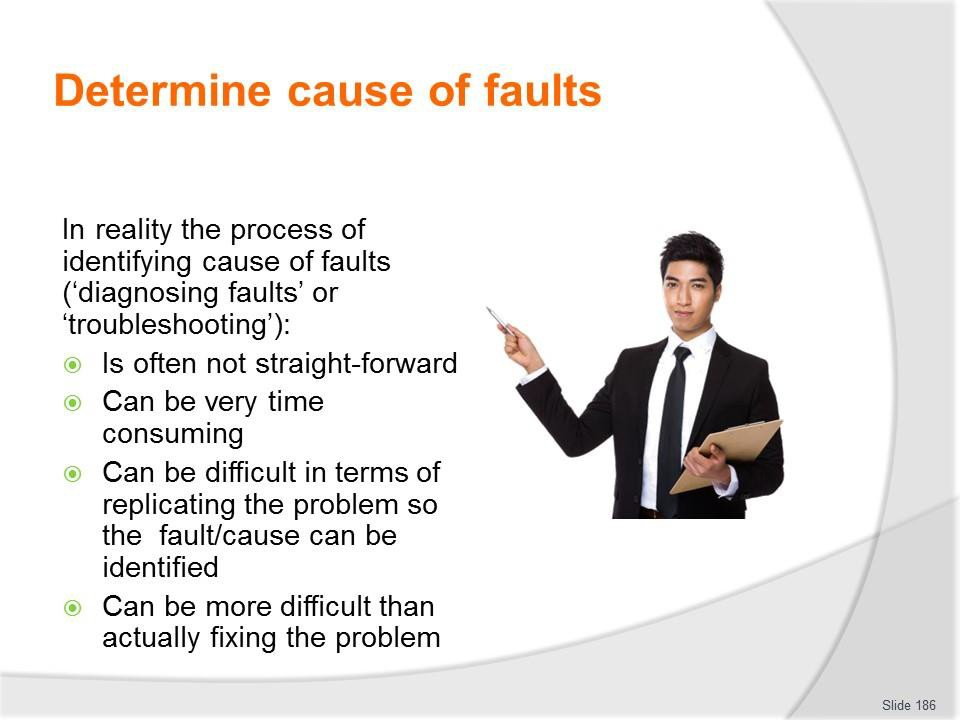 Determine cause of faults
In reality the process of
identifying cause of faults
(‘diagnosing faults’ or
‘troubleshooting’):
Is often not straight-forward
Can be very time
consuming
Can be difficult in terms of
replicating the problem so
the  fault/cause can be
identified
Can be more difficult than
actually fixing the problem
Slide 186